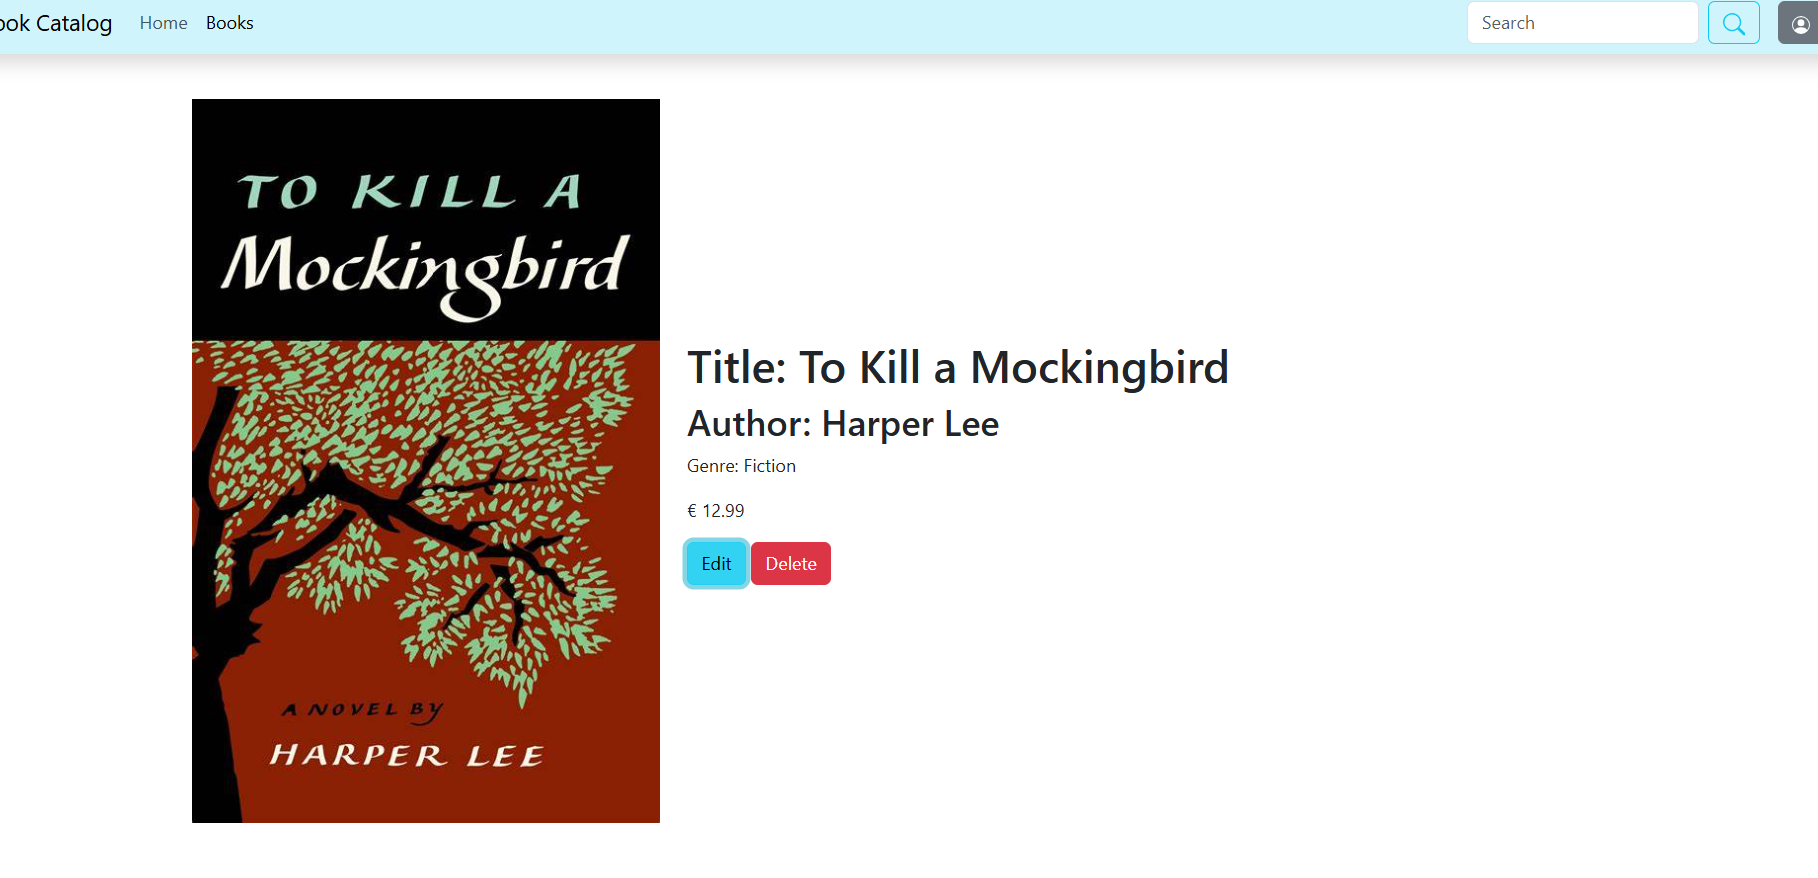 ook Catalog Home Books Search
TO KILL A
Mockingbird
A NOVEL BY
HARPER LEE
Title: To Kill a Mockingbird
Author: Harper Lee
Genre: Fiction
€ 12.99
Edit Delete